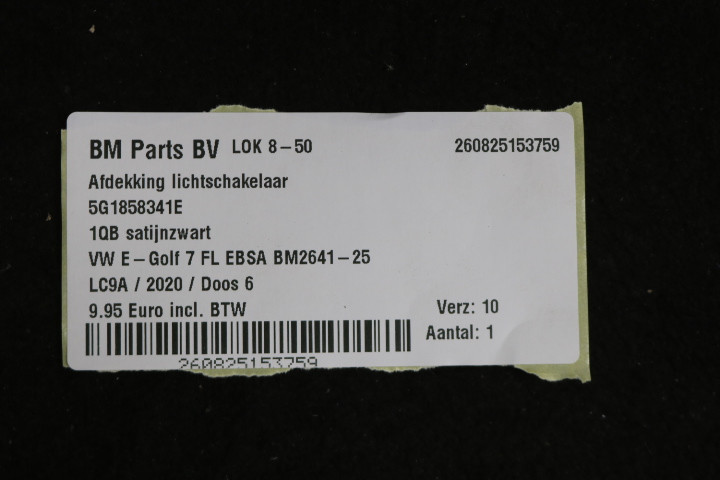 BM Parts BV LOK 8-50 260825153759
Afdekking lichtschakelaar
5G1858341E
1QB satijnzwart
VW E-Golf 7 FL EBSA BM2641-25
LC9A / 2020 / Doos 6
9.95 Euro incl. BTW Verz: 10
Aantal: 1
260825153759